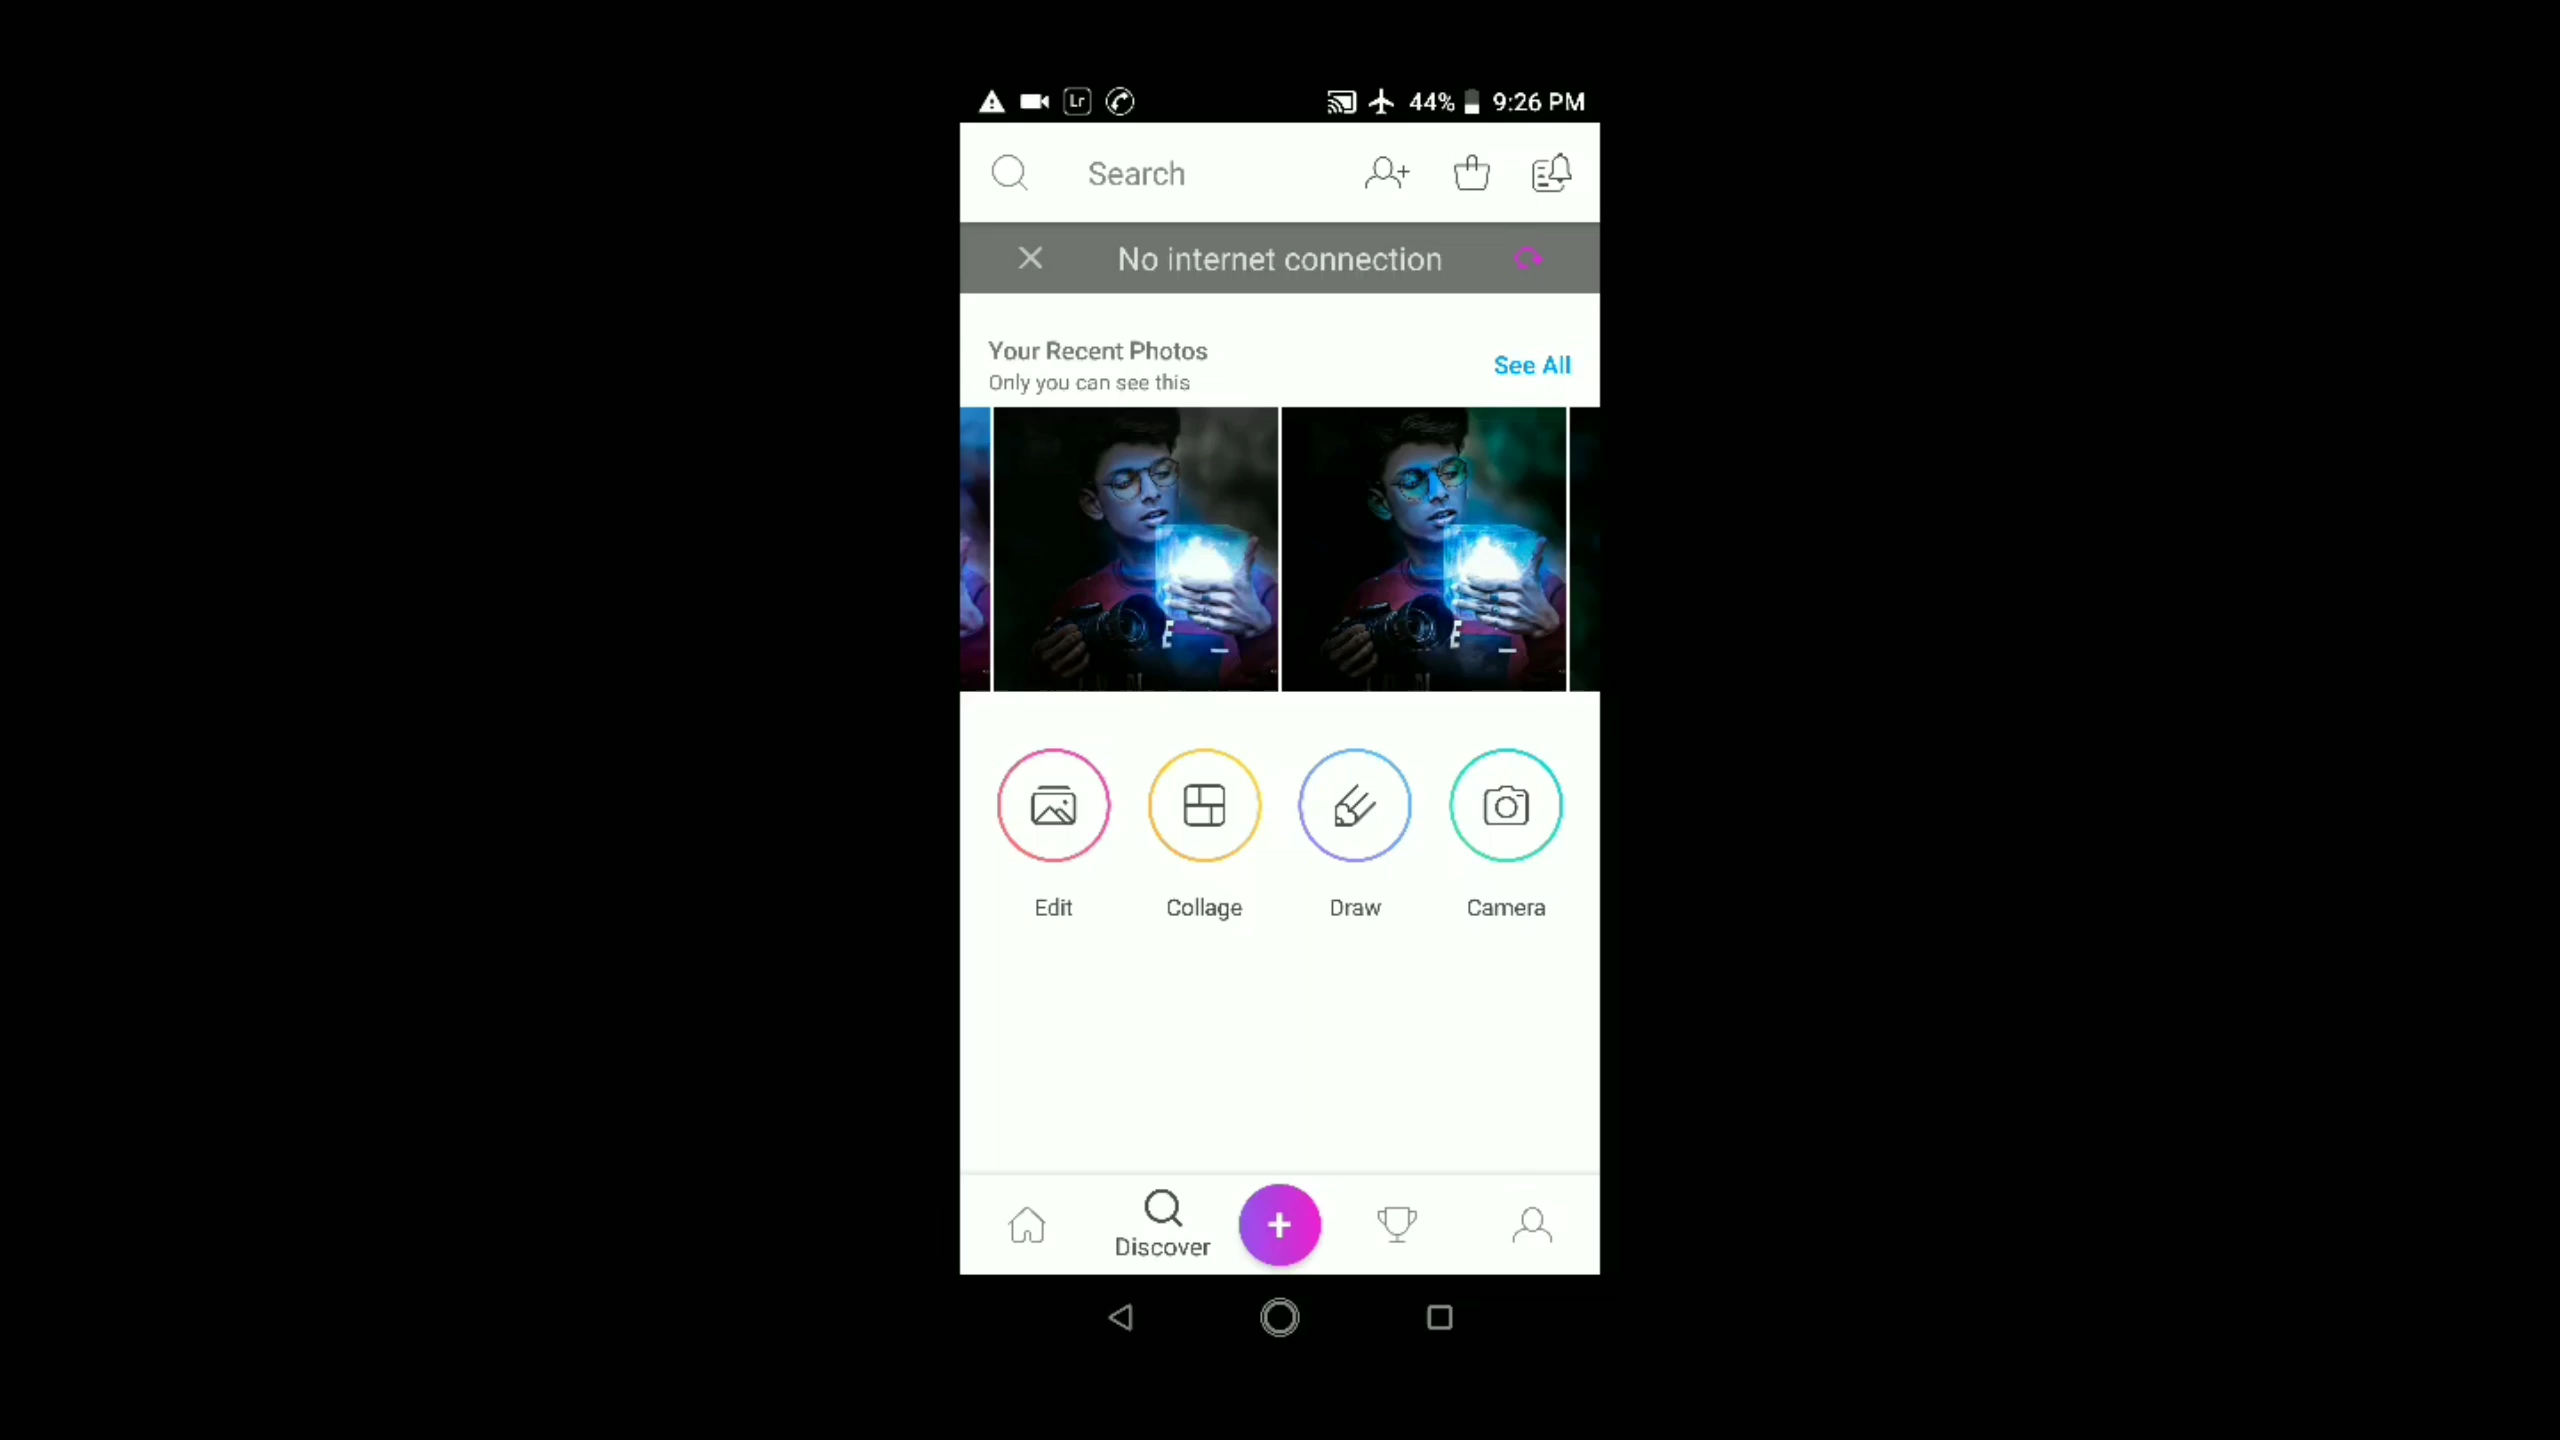 Lr 44% 9:26 PM
Search
No internet connection
Your Recent Photos
Only you can see this
See All
E
E
Edit Collage Draw Camera
Discover